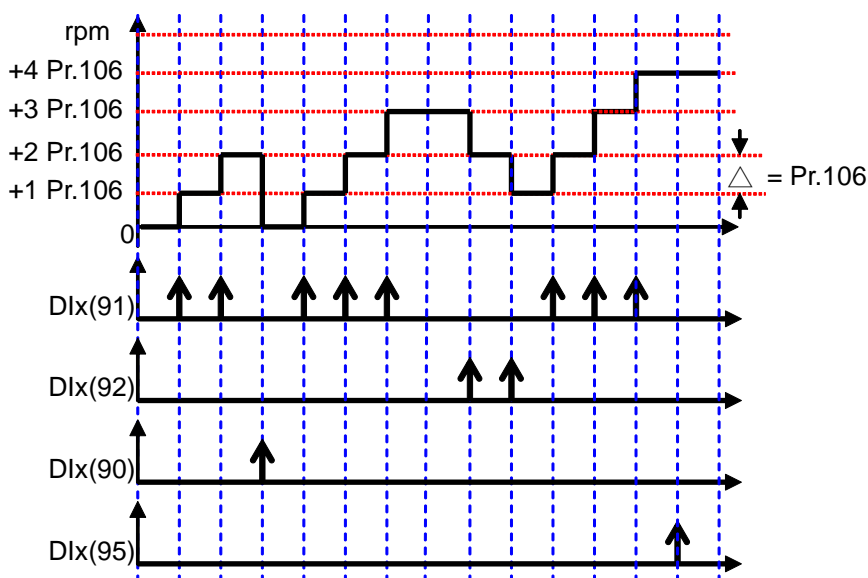 rpm
+4 Pr.106
+3 Pr.106
+2 Pr.106
+1 Pr.106
△ = Pr.106
0
DIx(91)
DIx(92)
DIx(90)
DIx(95)